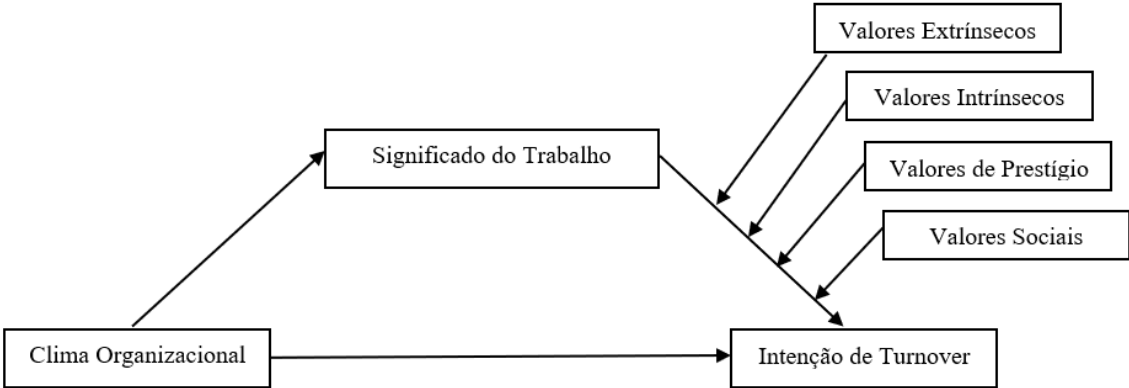 Valores Extrínsecos
Valores Intrínsecos
Significado do Trabalho
Valores de Prestígio
Valores Sociais
Clima Organizacional
Intenção de Turnover